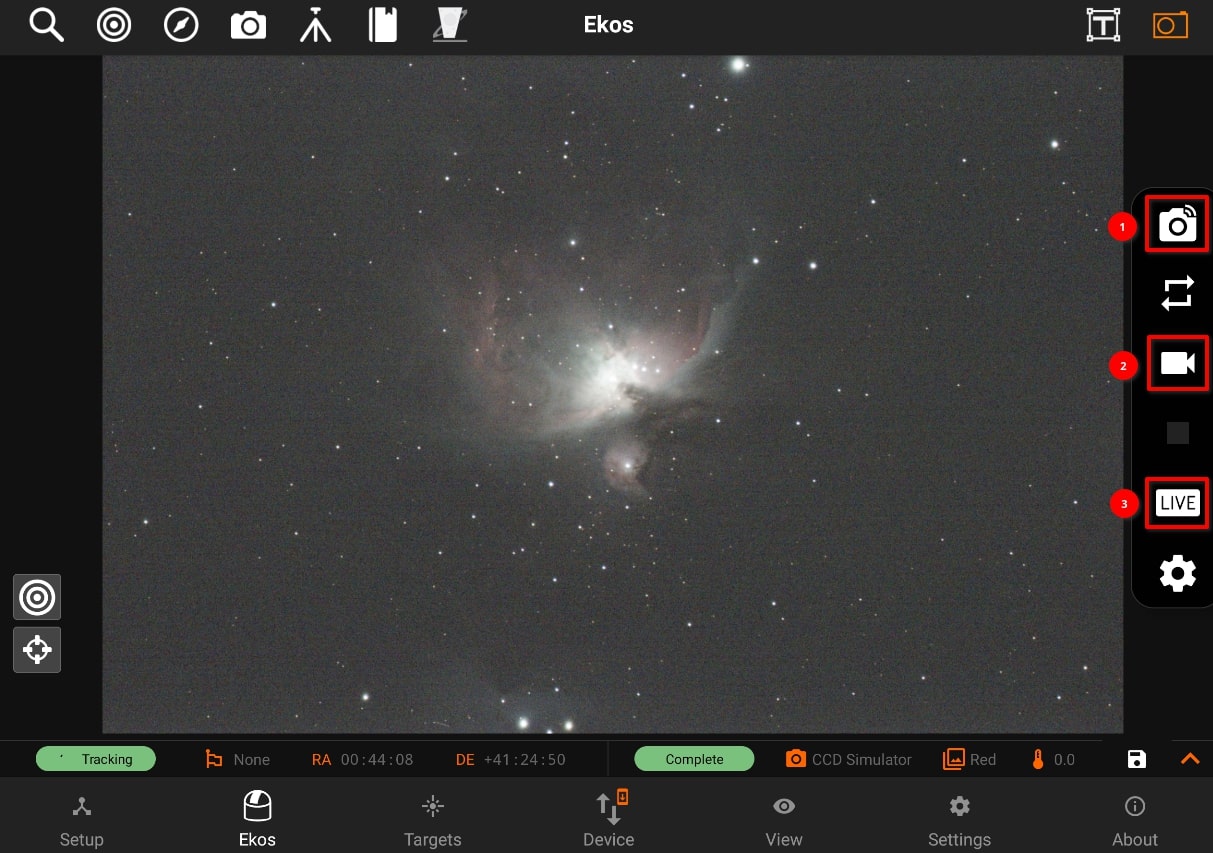 Ekos
T
1
2
3
LIVE
Tracking
None
RA 00:44:08
DE +41:24:50
Complete
CCD Simulator
Red
0.0
Setup
Ekos
Targets
Device
View
Settings
About